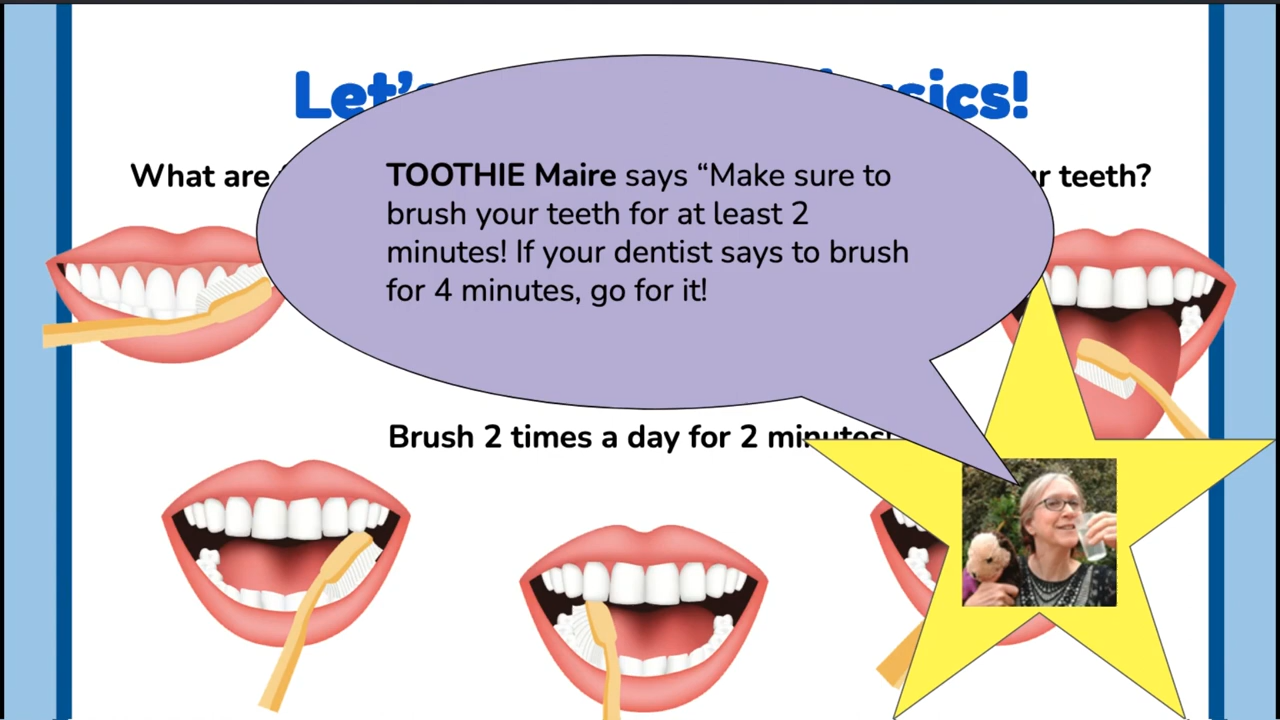 Let's
What are teeth?
TOOTHIE Maire says “Make sure to
brush your teeth for at least 2
minutes! If your dentist says to brush
for 4 minutes, go for it!
Brush 2 times a day for 2 minutes!